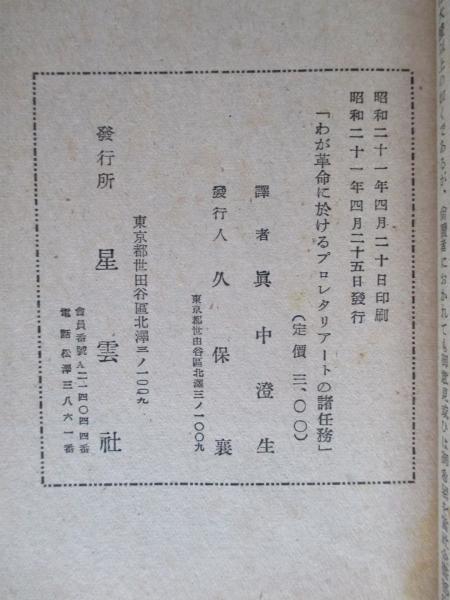 昭和二十一年四月二十日印刷
昭和二十一年四月二十五日發行
「わが革命に於けるプロレタリアートの諸任務」
(定價 三、〇〇)
譯者 眞中澄生
發行人 久保襄
東京都世田谷區北澤三ノ一〇〇九
東京都世田谷區北澤三ノ一〇〇九
發行所 星雲社
會員番號A二一四〇四四番
電話松澤三八六一番